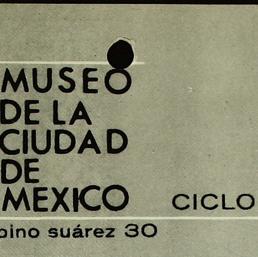 MUSEO
DE LA
CIUDAD
DE
MEXICO
CICLO
pino suárez 30